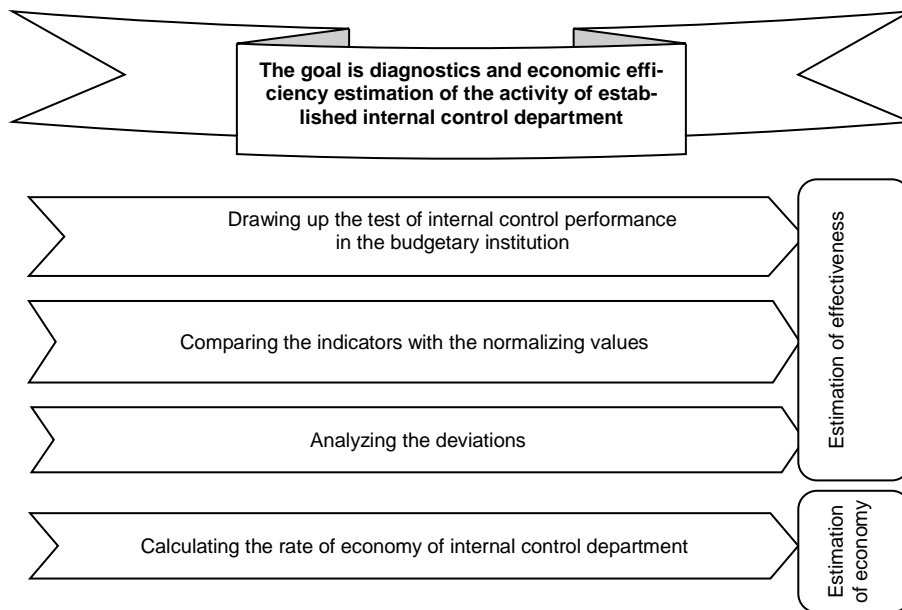 The goal is diagnostics and economic effi-
ciency estimation of the activity of estab-
lished internal control department
Drawing up the test of internal control performance
in the budgetary institution
Comparing the indicators with the normalizing values
Analyzing the deviations
Estimation of effectiveness
Calculating the rate of economy of internal control department
Estimation
of economy